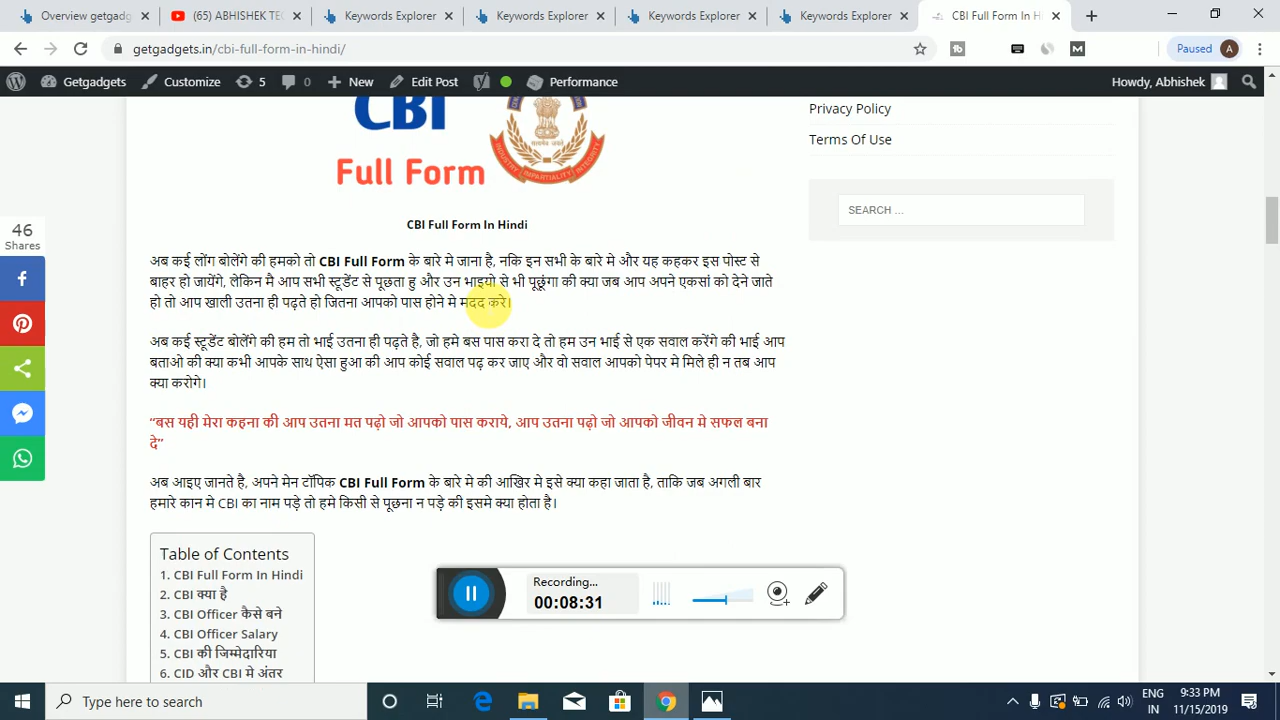 Overview getgadg
(65) ABHISHEK TEC
Keywords Explorer
Keywords Explorer
Keywords Explorer
Keywords Explorer
CBI Full Form In Hi
getgadgets.in/cbi-full-form-in-hindi/
Paused
A
Getgadgets
Customize
5
0
New
Edit Post
Performance
Howdy, Abhishek
CBI
Full Form
सत्यमेव जयते
INDUSTRY IMPARTIALITY INTEGRITY
CBI Full Form In Hindi
Privacy Policy
Terms Of Use
SEARCH ...
46
Shares
अब कई लोंग बोलेंगे की हमको तो CBI Full Form के बारे मे जाना है, नकि इन सभी के बारे मे और यह कहकर इस पोस्ट से
बाहर हो जायेंगे, लेकिन मै आप सभी स्टूडेंट से पूछता हु और उन भाइयो से भी पूछूंगा की क्या जब आप अपने एकसां को देने जाते
हो तो आप खाली उतना ही पढ़ते हो जितना आपको पास होने मे मदद करे।
अब कई स्टूडेंट बोलेंगे की हम तो भाई उतना ही पढ़ते है, जो हमे बस पास करा दे तो हम उन भाई से एक सवाल करेंगे की भाई आप
बताओ की क्या कभी आपके साथ ऐसा हुआ की आप कोई सवाल पढ़ कर जाए और वो सवाल आपको पेपर मे मिले ही न तब आप
क्या करोगे।
“बस यही मेरा कहना की आप उतना मत पढ़ो जो आपको पास कराये, आप उतना पढ़ो जो आपको जीवन मे सफल बना
दे”
अब आइए जानते है, अपने मेन टॉपिक CBI Full Form के बारे मे की आखिर मे इसे क्या कहा जाता है, ताकि जब अगली बार
हमारे कान मे CBI का नाम पड़े तो हमे किसी से पूछना न पड़े की इसमे क्या होता है।
Table of Contents
1. CBI Full Form In Hindi
2. CBI क्या है
3. CBI Officer कैसे बने
4. CBI Officer Salary
5. CBI की जिम्मेदारिया
6. CID और CBI मे अंतर
Recording...
00:08:31
Type here to search
ENG
IN
9:33 PM
11/15/2019